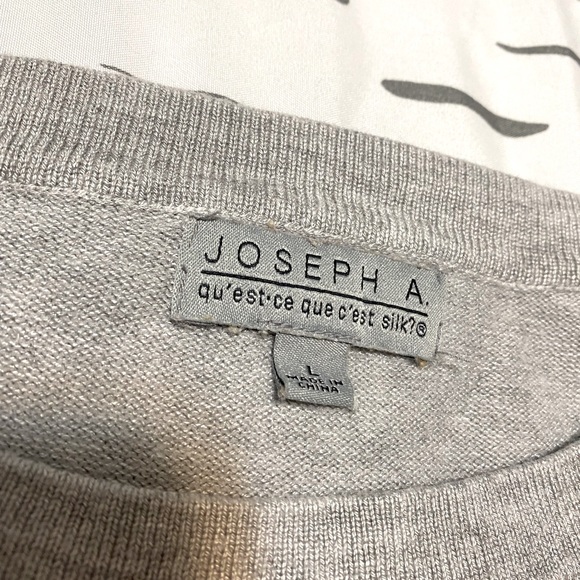 JOSEPH A.
qu'est·ce que c'est silk?®
L
MADE IN
CHINA